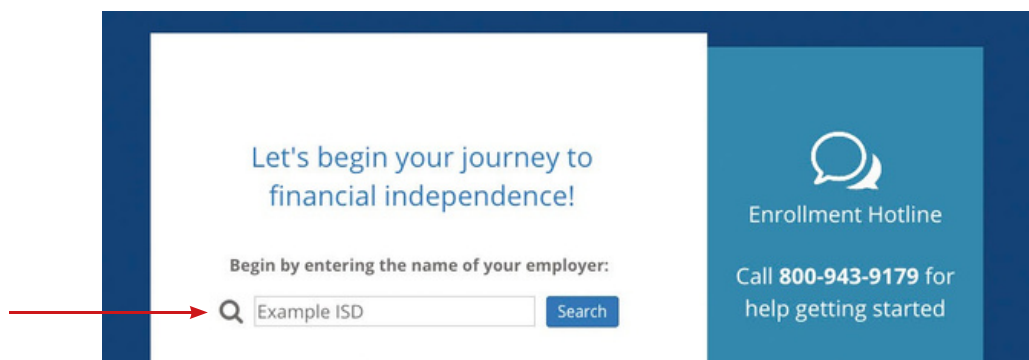 Let's begin your journey to
financial independence!
Begin by entering the name of your employer:
Example ISD
Search
Enrollment Hotline
Call 800-943-9179 for
help getting started